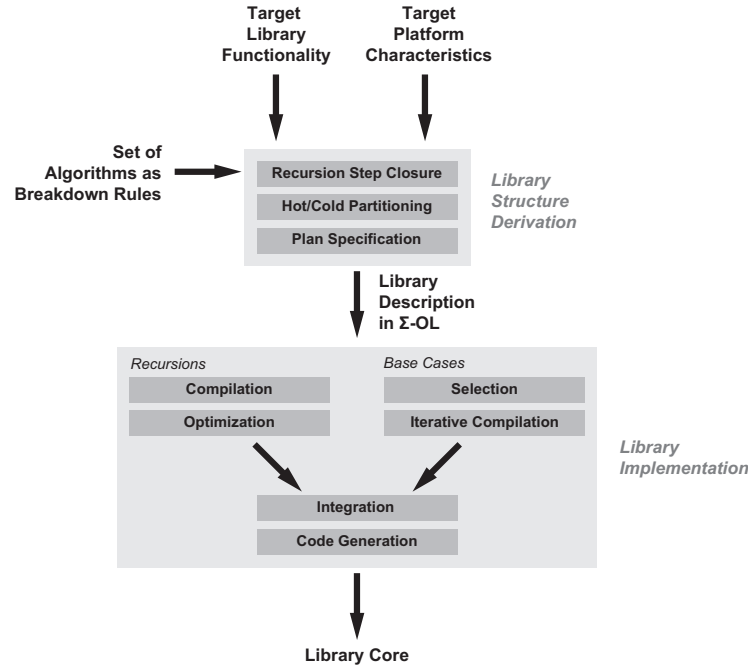 Target
Library
Functionality
Target
Platform
Characteristics
Set of
Algorithms as
Breakdown Rules
Recursion Step Closure
Hot/Cold Partitioning
Plan Specification
Library
Structure
Derivation
Library
Description
in Σ-OL
Recursions
Compilation
Optimization
Base Cases
Selection
Iterative Compilation
Library
Implementation
Integration
Code Generation
Library Core